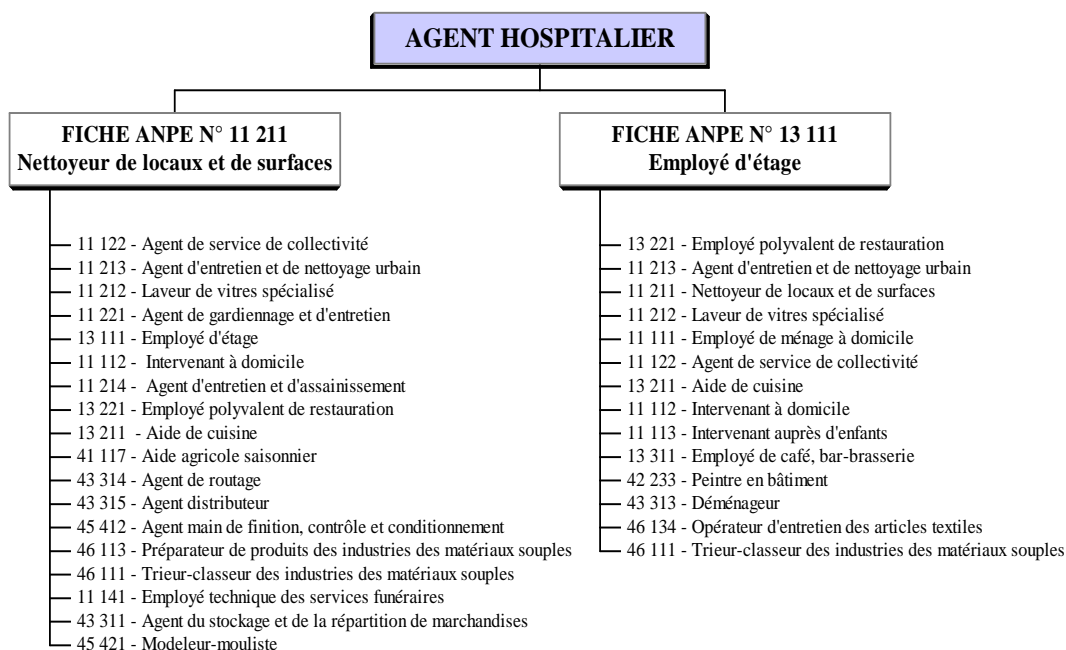 AGENT HOSPITALIER
FICHE ANPE N° 11 211
Nettoyeur de locaux et de surfaces
11 122 - Agent de service de collectivité
11 213 - Agent d'entretien et de nettoyage urbain
11 212 - Laveur de vitres spécialisé
11 221 - Agent de gardiennage et d'entretien
13 111 - Employé d'étage
11 112 - Intervenant à domicile
11 214 - Agent d'entretien et d'assainissement
13 221 - Employé polyvalent de restauration
13 211 - Aide de cuisine
41 117 - Aide agricole saisonnier
43 314 - Agent de routage
43 315 - Agent distributeur
45 412 - Agent main de finition, contrôle et conditionnement
46 113 - Préparateur de produits des industries des matériaux souples
46 111 - Trieur-classeur des industries des matériaux souples
11 141 - Employé technique des services funéraires
43 311 - Agent du stockage et de la répartition de marchandises
45 421 - Modeleur-mouliste
FICHE ANPE N° 13 111
Employé d'étage
13 221 - Employé polyvalent de restauration
11 213 - Agent d'entretien et de nettoyage urbain
11 211 - Nettoyeur de locaux et de surfaces
11 212 - Laveur de vitres spécialisé
11 111 - Employé de ménage à domicile
11 122 - Agent de service de collectivité
13 211 - Aide de cuisine
11 112 - Intervenant à domicile
11 113 - Intervenant auprès d'enfants
13 311 - Employé de café, bar-brasserie
42 233 - Peintre en bâtiment
43 313 - Déménageur
46 134 - Opérateur d'entretien des articles textiles
46 111 - Trieur-classeur des industries des matériaux souples